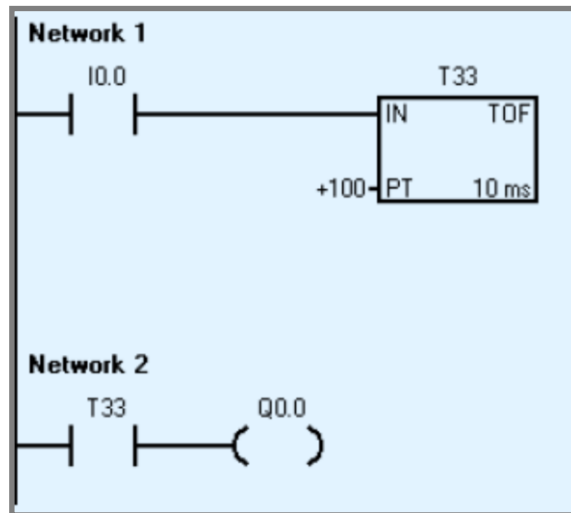 Network 1
I0.0 T33
IN TOF
+100 PT 10 ms
Network 2
T33 Q0.0